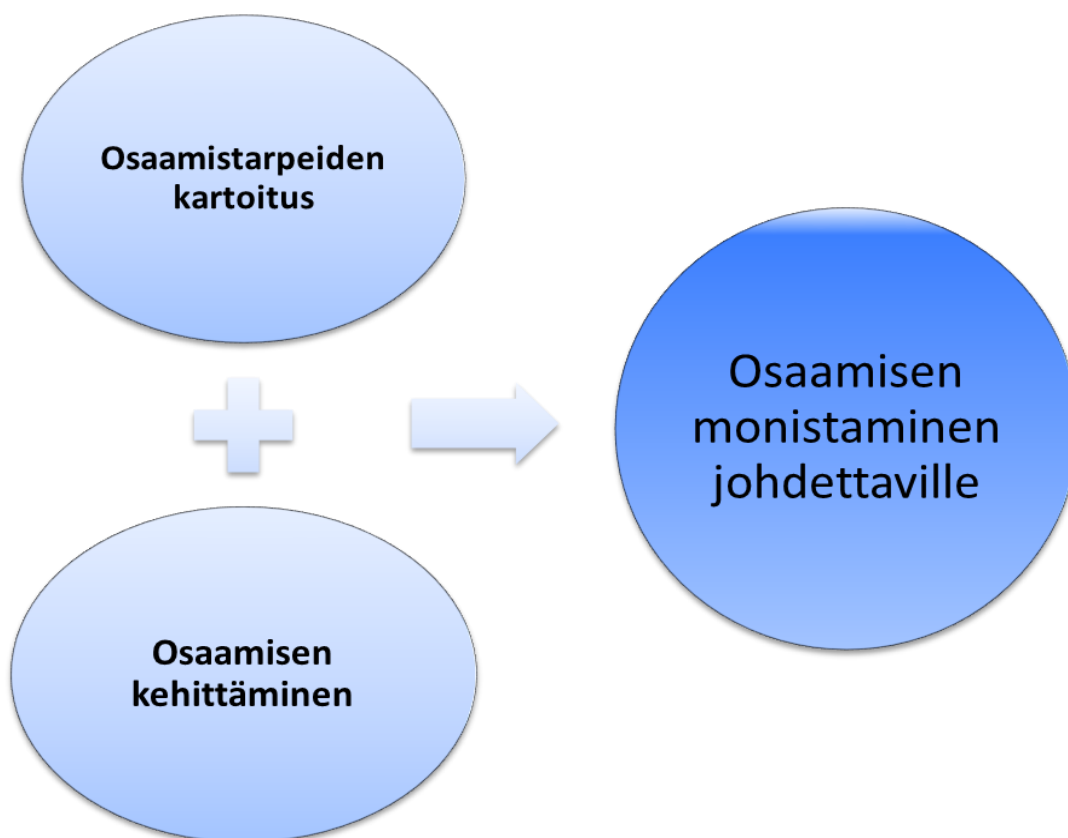 Osaamistarpeiden
kartoitus
Osaamisen
kehittäminen
Osaamisen
monistaminen
johdettaville